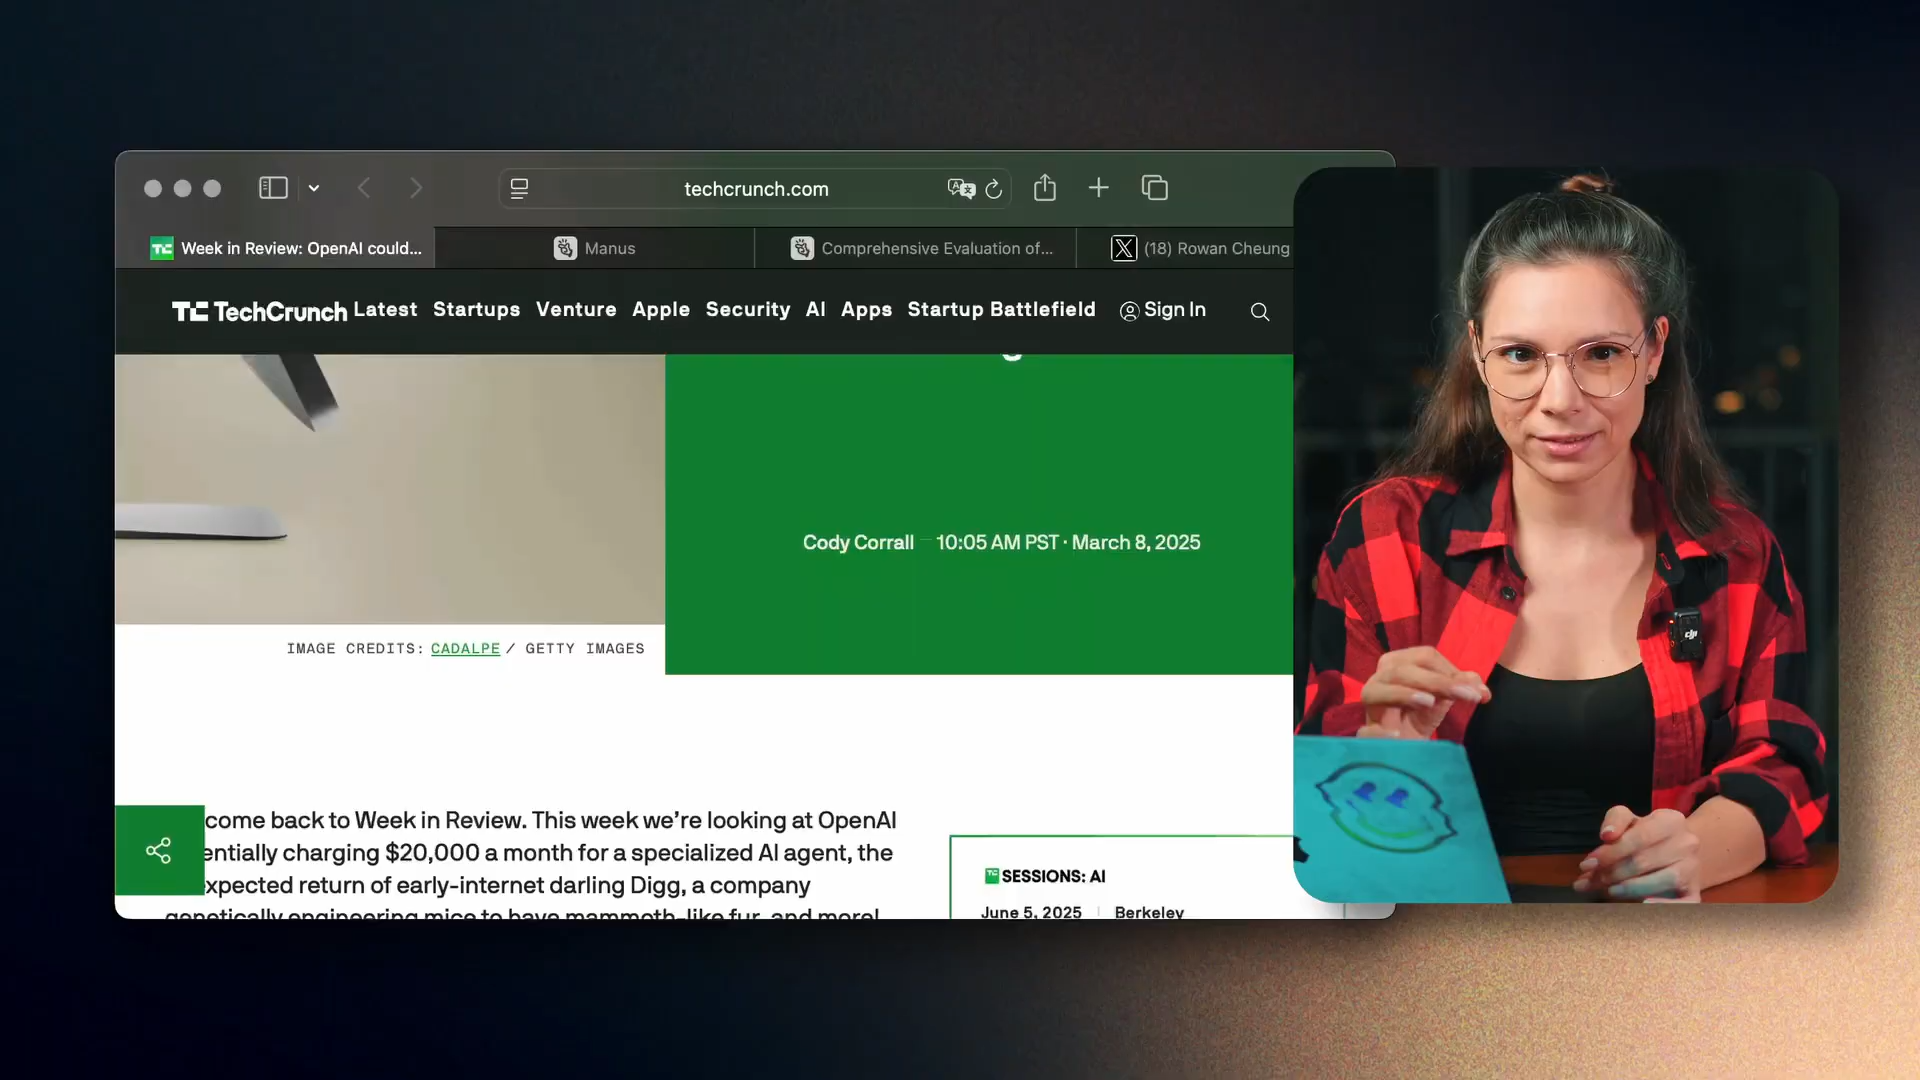 techcrunch.com
Week in Review: OpenAI could...
Manus
Comprehensive Evaluation of...
(18) Rowan Cheung
TechCrunch Latest Startups Venture Apple Security AI Apps Startup Battlefield Sign In
Cody Corrall — 10:05 AM PST · March 8, 2025
IMAGE CREDITS: CADALPE / GETTY IMAGES
come back to Week in Review. This week we're looking at OpenAI
entially charging $20,000 a month for a specialized AI agent, the
expected return of early-internet darling Digg, a company
genetically engineering mice to have mammoth-like fur, and more!
TC SESSIONS: AI
June 5, 2025 | Berkeley
dji